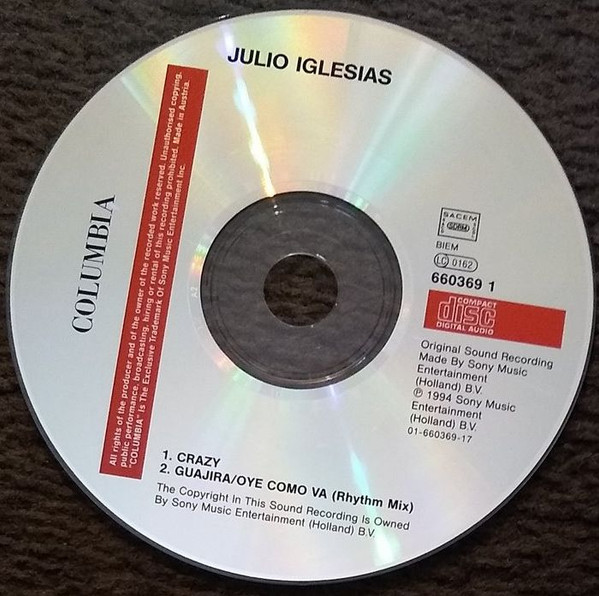 JULIO IGLESIAS
COLUMBIA
All rights of the producer and of the owner of the recorded work reserved. Unauthorised copying,
public performance, broadcasting, hiring or rental of this recording prohibited. Made in Austria.
"COLUMBIA" Is The Exclusive Trademark Of Sony Music Entertainment Inc.
SACEM
SDRM
BIEM
LC 0162
660369 1
COMPACT
disc
DIGITAL AUDIO
Original Sound Recording
Made By Sony Music
Entertainment
(Holland) B.V.
℗ 1994 Sony Music
Entertainment
(Holland) B.V.
01-660369-17
1. CRAZY
2. GUAJIRA/OYE COMO VA (Rhythm Mix)
The Copyright In This Sound Recording Is Owned
By Sony Music Entertainment (Holland) B.V.